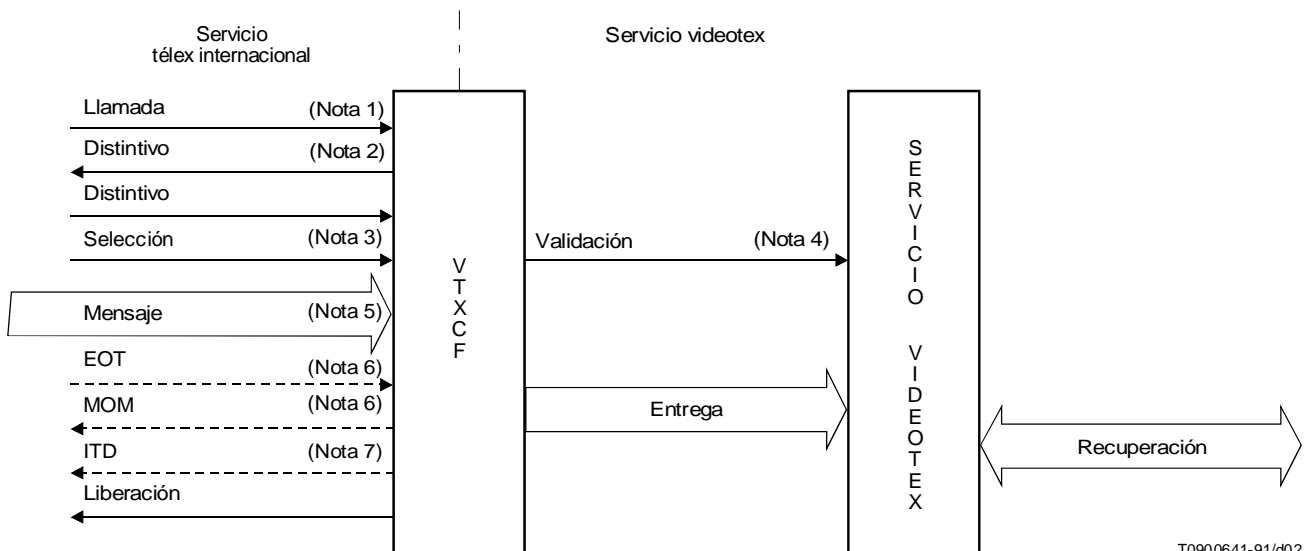 Servicio
télex internacional
Servicio videotex
Llamada (Nota 1)
Distintivo (Nota 2)
Distintivo
Selección (Nota 3)
Validación (Nota 4)
Mensaje (Nota 5)
EOT (Nota 6)
MOM (Nota 6)
ITD (Nota 7)
Liberación
VTXCF
Entrega
SERVICIO VIDEOTEX
Recuperación
T0900641-91/d02